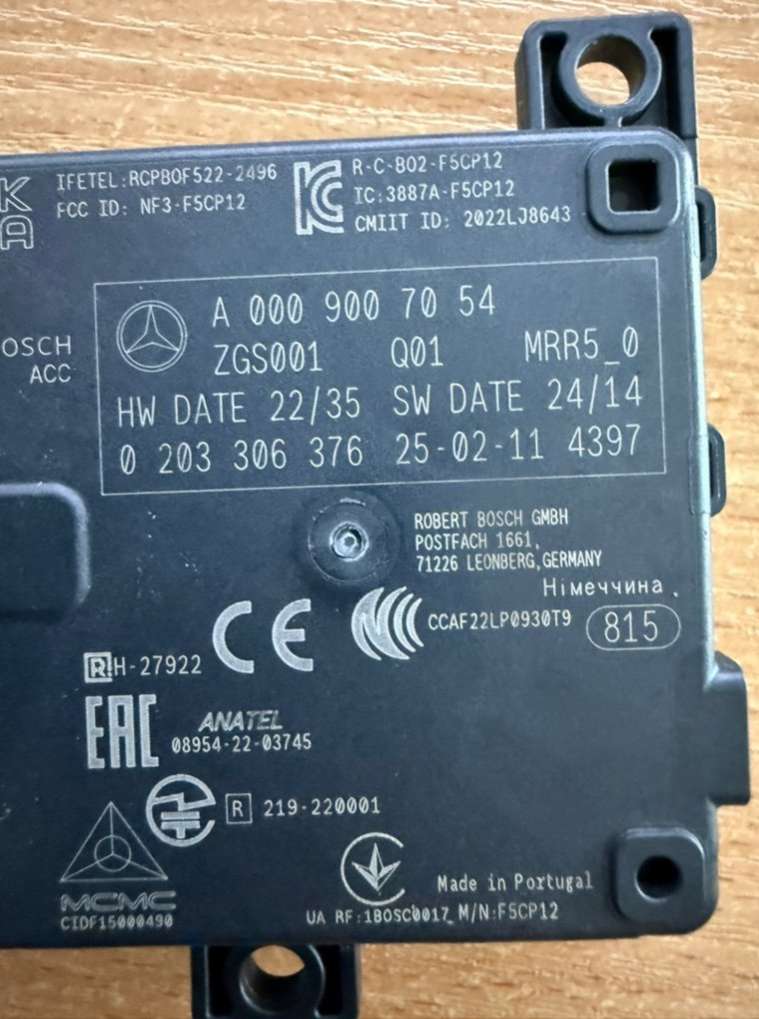 IFETEL:RCPBOF522-2496
FCC ID: NF3-F5CP12
R-C-BO2-F5CP12
IC:3887A-F5CP12
CMIIT ID: 2022LJ8643
KA
OSCH
ACC
A 000 900 70 54
ZGS001 Q01 MRR5_0
HW DATE 22/35 SW DATE 24/14
0 203 306 376 25-02-11 4397
ROBERT BOSCH GMBH
POSTFACH 1661,
71226 LEONBERG,GERMANY
Німеччина
CE
CCAF22LP0930T9
815
R H-27922
EAC
ANATEL
08954-22-03745
R 219-220001
MCMC
CIDF15000490
Made in Portugal
UA RF:1BOSC0017_M/N:F5CP12